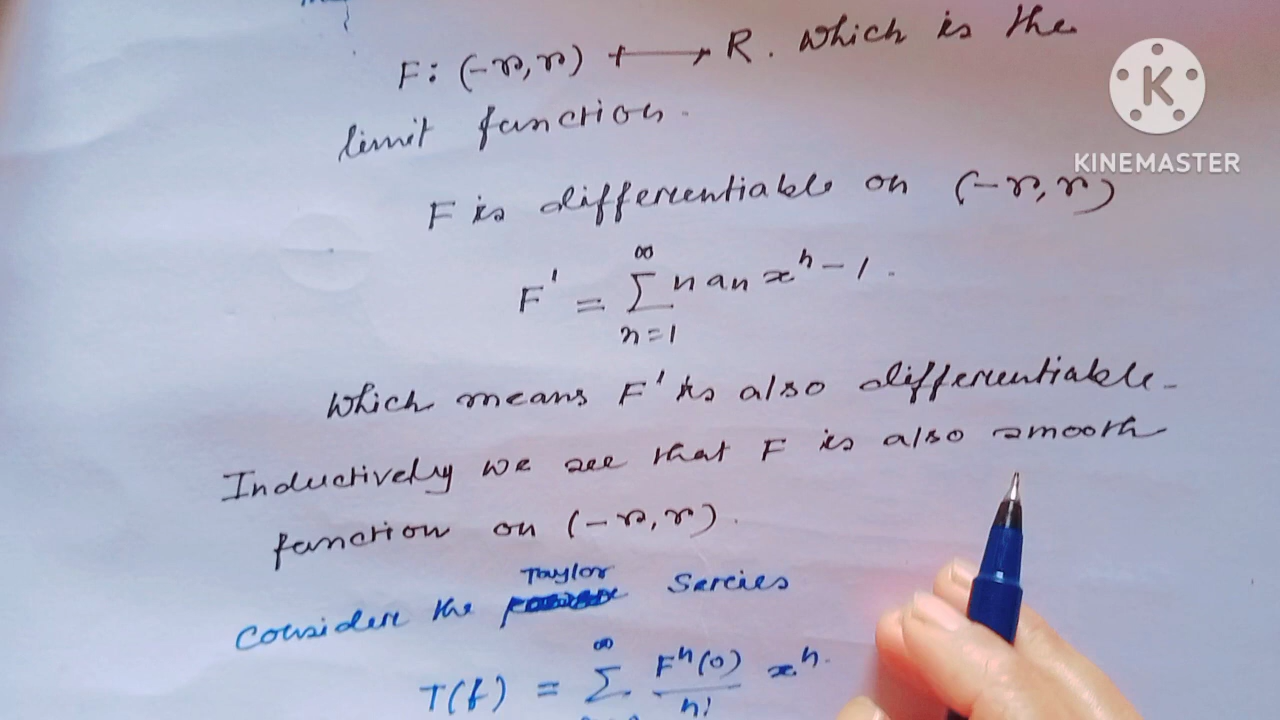 F: (-r, r) ⟼ R. Which is the
limit function.
F is differentiable on (-r, r)
∞
F' = Σ n an x^n - 1.
n=1
Which means F' is also differentiable.
Inductively we see that F is also smooth
function on (-r, r).
Taylor
Consider the Series
∞
T(f) = Σ F^n(0)/n! x^n.
K
KINEMASTER